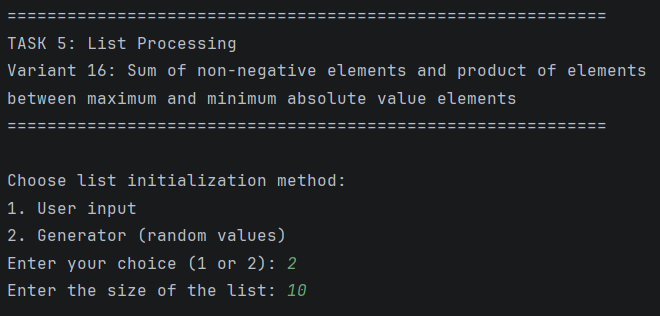 ============================================================
TASK 5: List Processing
Variant 16: Sum of non-negative elements and product of elements
between maximum and minimum absolute value elements
============================================================
Choose list initialization method:
1. User input
2. Generator (random values)
Enter your choice (1 or 2): 2
Enter the size of the list: 10